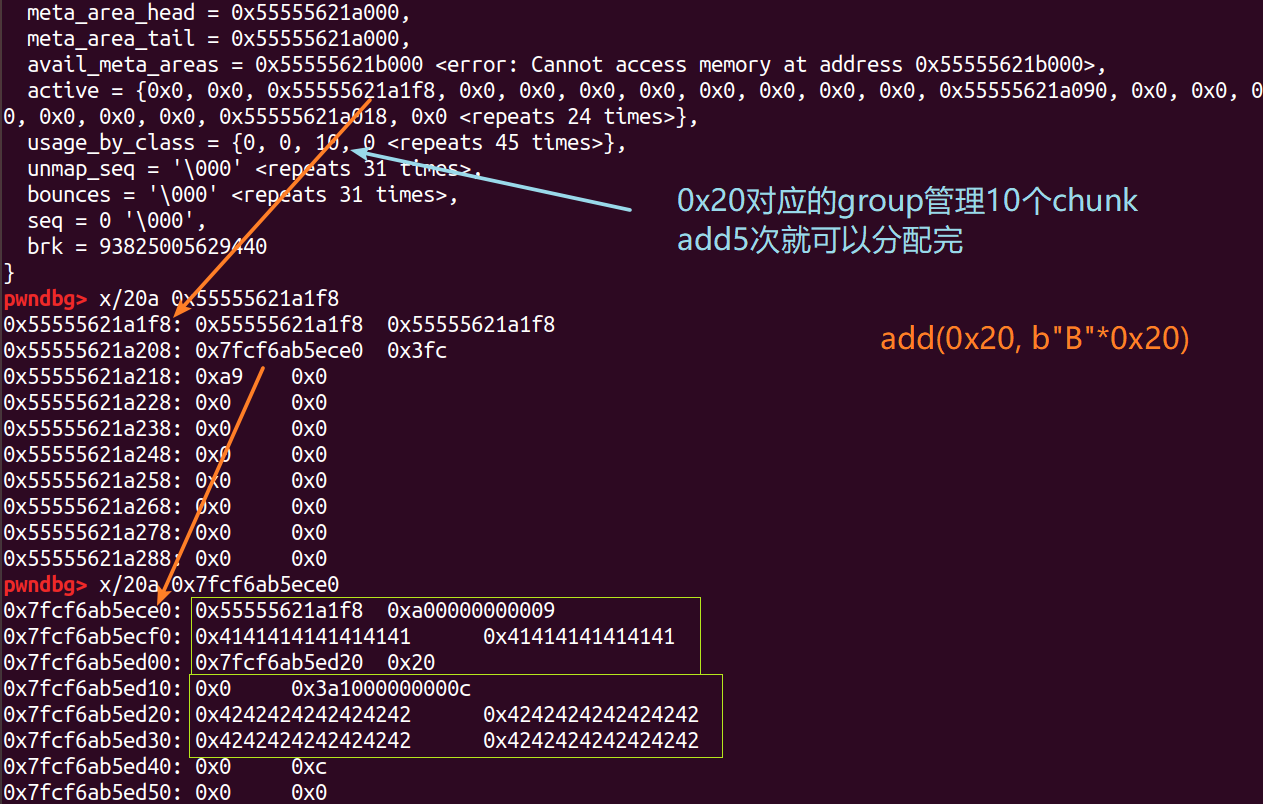 meta_area_head = 0x55555621a000,
meta_area_tail = 0x55555621a000,
avail_meta_areas = 0x55555621b000 <error: Cannot access memory at address 0x55555621b000>,
active = {0x0, 0x0, 0x55555621a1f8, 0x0, 0x0, 0x0, 0x0, 0x0, 0x0, 0x0, 0x0, 0x55555621a090, 0x0, 0x0, 0
0, 0x0, 0x0, 0x0, 0x55555621a018, 0x0 <repeats 24 times>},
usage_by_class = {0, 0, 10, 0 <repeats 45 times>},
unmap_seq = '\000' <repeats 31 times>,
bounces = '\000' <repeats 31 times>,
seq = 0 '\000',
brk = 93825005629440
}
0x20对应的group管理10个chunk
add5次就可以分配完
pwndbg> x/20a 0x55555621a1f8
0x55555621a1f8: 0x55555621a1f8 0x55555621a1f8
0x55555621a208: 0x7fcf6ab5ece0 0x3fc
0x55555621a218: 0xa9 0x0
0x55555621a228: 0x0 0x0
0x55555621a238: 0x0 0x0
0x55555621a248: 0x0 0x0
0x55555621a258: 0x0 0x0
0x55555621a268: 0x0 0x0
0x55555621a278: 0x0 0x0
0x55555621a288: 0x0 0x0
add(0x20, b"B"*0x20)
pwndbg> x/20a 0x7fcf6ab5ece0
0x7fcf6ab5ece0: 0x55555621a1f8 0xa00000000009
0x7fcf6ab5ecf0: 0x4141414141414141 0x41414141414141
0x7fcf6ab5ed00: 0x7fcf6ab5ed20 0x20
0x7fcf6ab5ed10: 0x0 0x3a1000000000c
0x7fcf6ab5ed20: 0x4242424242424242 0x4242424242424242
0x7fcf6ab5ed30: 0x4242424242424242 0x4242424242424242
0x7fcf6ab5ed40: 0x0 0xc
0x7fcf6ab5ed50: 0x0 0x0